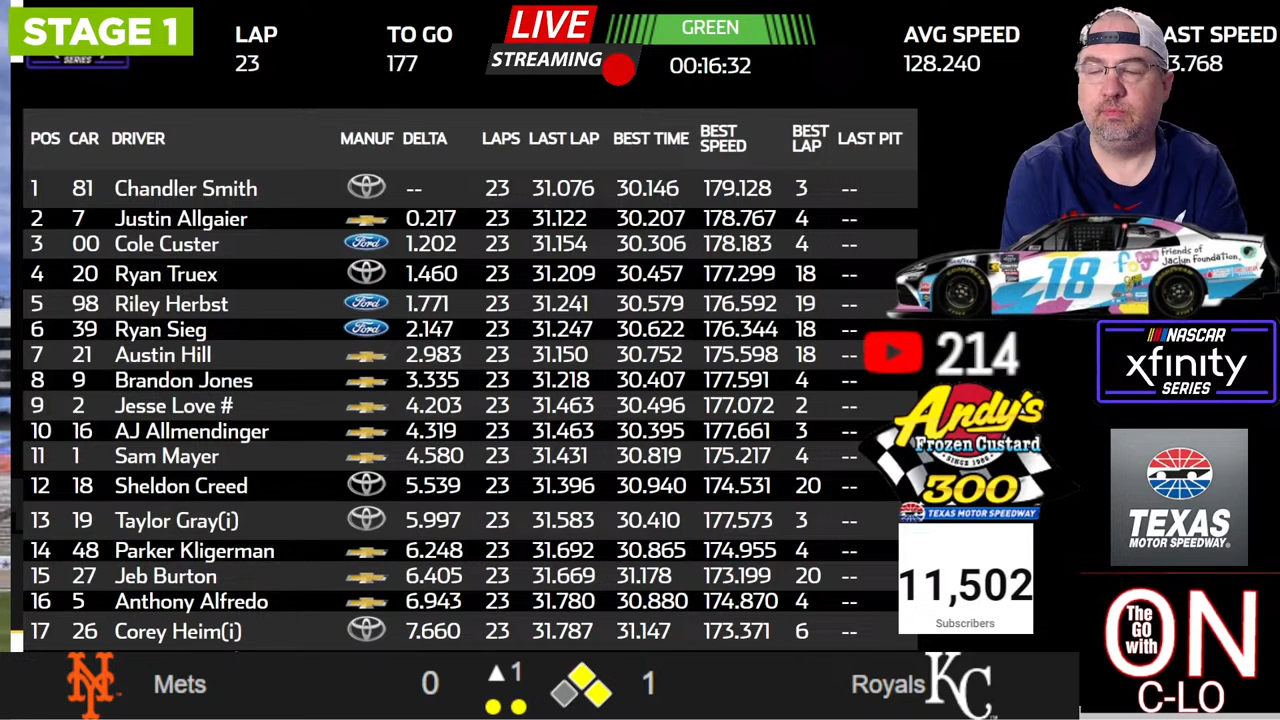 STAGE 1
LAP
23
TO GO
177
LIVE
STREAMING
GREEN
00:16:32
AVG SPEED
128.240
AST SPEED
3.768
SERIES
POS CAR DRIVER MANUF DELTA LAPS LAST LAP BEST TIME BEST SPEED BEST LAP LAST PIT
1 81 Chandler Smith -- 23 31.076 30.146 179.128 3 --
2 7 Justin Allgaier 0.217 23 31.122 30.207 178.767 4 --
3 00 Cole Custer Ford 1.202 23 31.154 30.306 178.183 4 --
4 20 Ryan Truex 1.460 23 31.209 30.457 177.299 18 --
5 98 Riley Herbst Ford 1.771 23 31.241 30.579 176.592 19 --
6 39 Ryan Sieg Ford 2.147 23 31.247 30.622 176.344 18 --
7 21 Austin Hill 2.983 23 31.150 30.752 175.598 18 --
8 9 Brandon Jones 3.335 23 31.218 30.407 177.591 4 --
9 2 Jesse Love # 4.203 23 31.463 30.496 177.072 2 --
10 16 AJ Allmendinger 4.319 23 31.463 30.395 177.661 3 --
11 1 Sam Mayer 4.580 23 31.431 30.819 175.217 4 --
12 18 Sheldon Creed 5.539 23 31.396 30.940 174.531 20 --
13 19 Taylor Gray(i) 5.997 23 31.583 30.410 177.573 3 --
14 48 Parker Kligerman 6.248 23 31.692 30.865 174.955 4 --
15 27 Jeb Burton 6.405 23 31.669 31.178 173.199 20 --
16 5 Anthony Alfredo 6.943 23 31.780 30.880 174.870 4 --
17 26 Corey Heim(i) 7.660 23 31.787 31.147 173.371 6 --
18
Friends of
Jaclyn Foundation
214
NASCAR
xfinity
SERIES
Andy's
Frozen Custard
SINCE 1986
300
TEXAS MOTOR SPEEDWAY
TEXAS
MOTOR SPEEDWAY
11,502
Subscribers
The GO with
ON
C-LO
NY Mets 0 ▲1 1 Royals KC